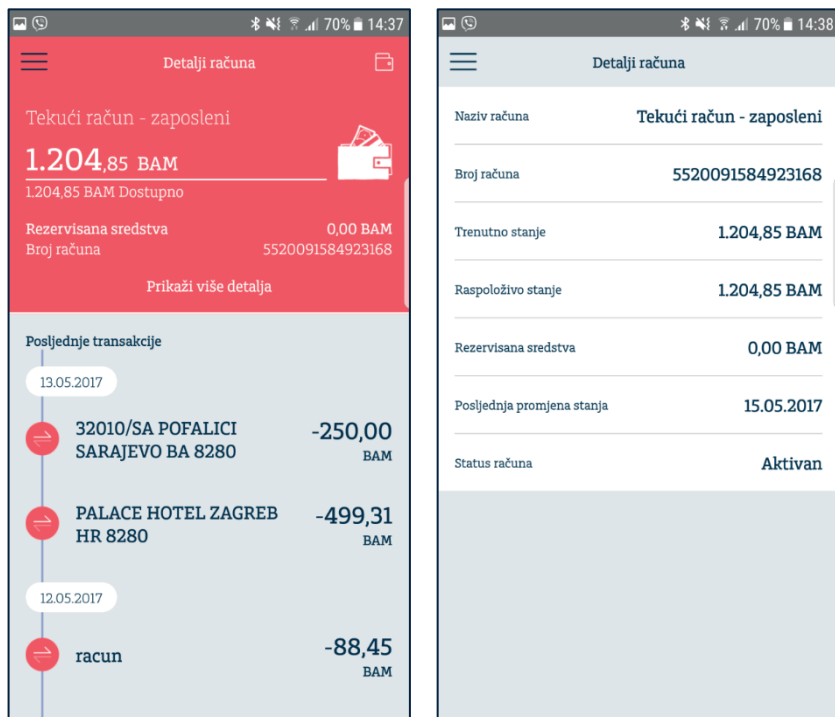 70% 14:37
Detalji računa
Tekući račun - zaposleni
1.204,85 BAM
1.204,85 BAM Dostupno
Rezervisana sredstva 0,00 BAM
Broj računa 5520091584923168
Prikaži više detalja
Posljednje transakcije
13.05.2017
32010/SA POFALICI -250,00
SARAJEVO BA 8280 BAM
PALACE HOTEL ZAGREB -499,31
HR 8280 BAM
12.05.2017
racun -88,45
BAM
70% 14:38
Detalji računa
Naziv računa Tekući račun - zaposleni
Broj računa 5520091584923168
Trenutno stanje 1.204,85 BAM
Raspoloživo stanje 1.204,85 BAM
Rezervisana sredstva 0,00 BAM
Posljednja promjena stanja 15.05.2017
Status računa Aktivan